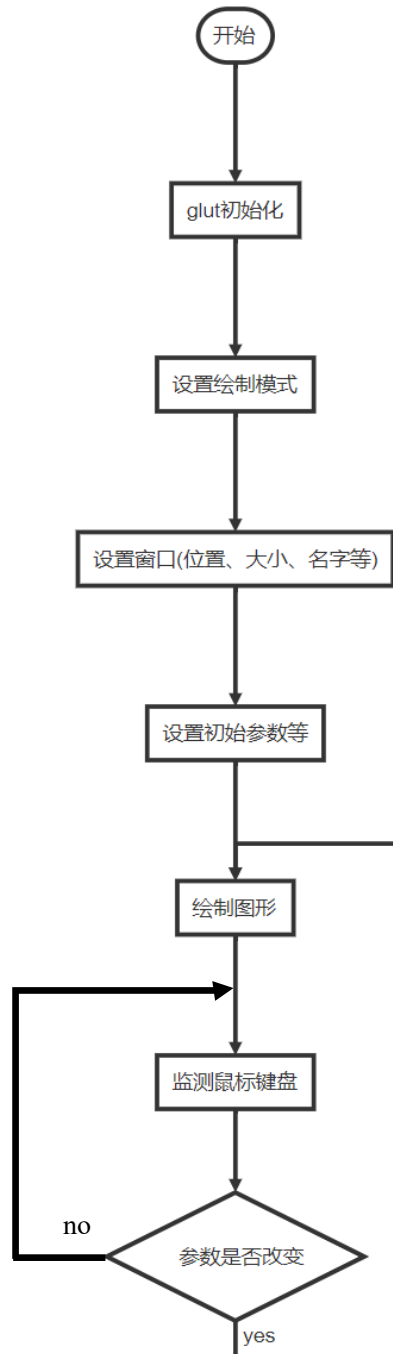 开始
glut初始化
设置绘制模式
设置窗口(位置、大小、名字等)
设置初始参数等
绘制图形
监测鼠标键盘
no
参数是否改变
yes